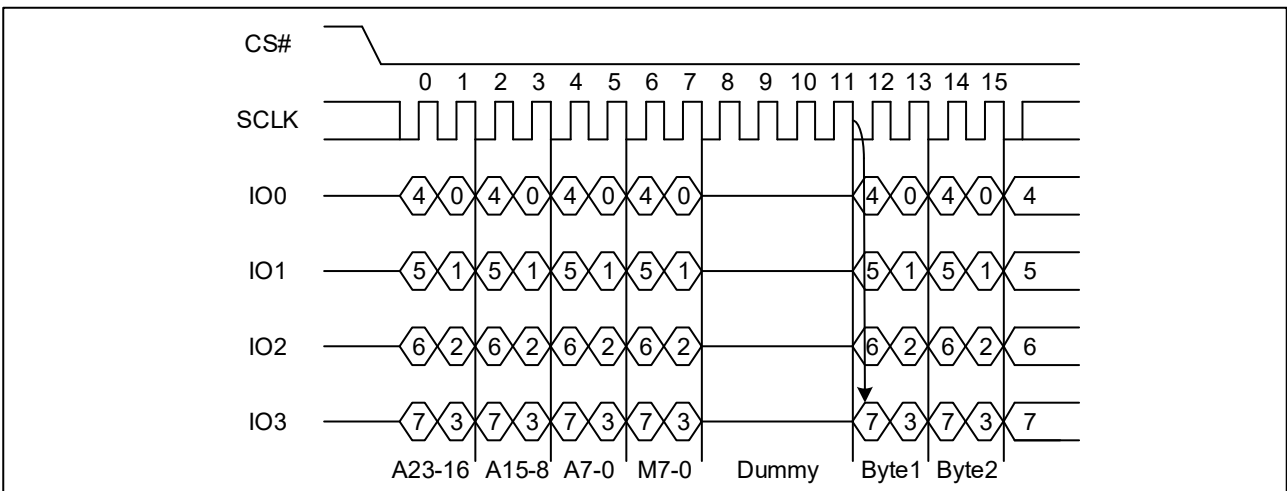 CS#
0 1 2 3 4 5 6 7 8 9 10 11 12 13 14 15
SCLK
IO0 4 0 4 0 4 0 4 0 4 0 4 0 4
IO1 5 1 5 1 5 1 5 1 5 1 5 1 5
IO2 6 2 6 2 6 2 6 2 6 2 6 2 6
IO3 7 3 7 3 7 3 7 3 7 3 7 3 7
A23-16 A15-8 A7-0 M7-0 Dummy Byte1 Byte2